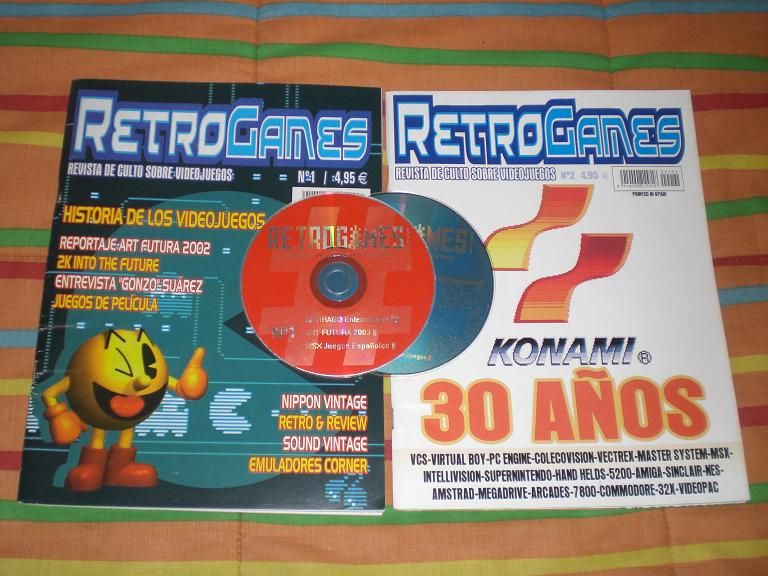 RETROGAMES
REVISTA DE CULTO SOBRE VIDEOJUEGOS
Nº1 / 4,95 €
HISTORIA DE LOS VIDEOJUEGOS
REPORTAJE:ART FUTURA 2002
2K INTO THE FUTURE
ENTREVISTA "GONZO-SUÁREZ
JUEGOS DE PELÍCULA
NIPPON VINTAGE
RETRO & REVIEW
SOUND VINTAGE
EMULADORES CORNER
RETROG*MES!
Nº1
ART FUTURA 2003
MSX Juegos Españoles
*MES!
RETROGAMES
REVISTA DE CULTO SOBRE VIDEOJUEGOS
Nº2 4,95 €
PRINTED IN SPAIN
KONAMI ®
30 AÑOS
VCS-VIRTUAL BOY-PC ENGINE-COLECOVISION-VECTREX-MASTER SYSTEM-MSX-
INTELLIVISION-SUPERNINTENDO-HAND HELDS-5200-AMIGA-SINCLAIR-NES-
AMSTRAD-MEGADRIVE-ARCADES-7800-COMMODORE-32X-VIDEOPAC